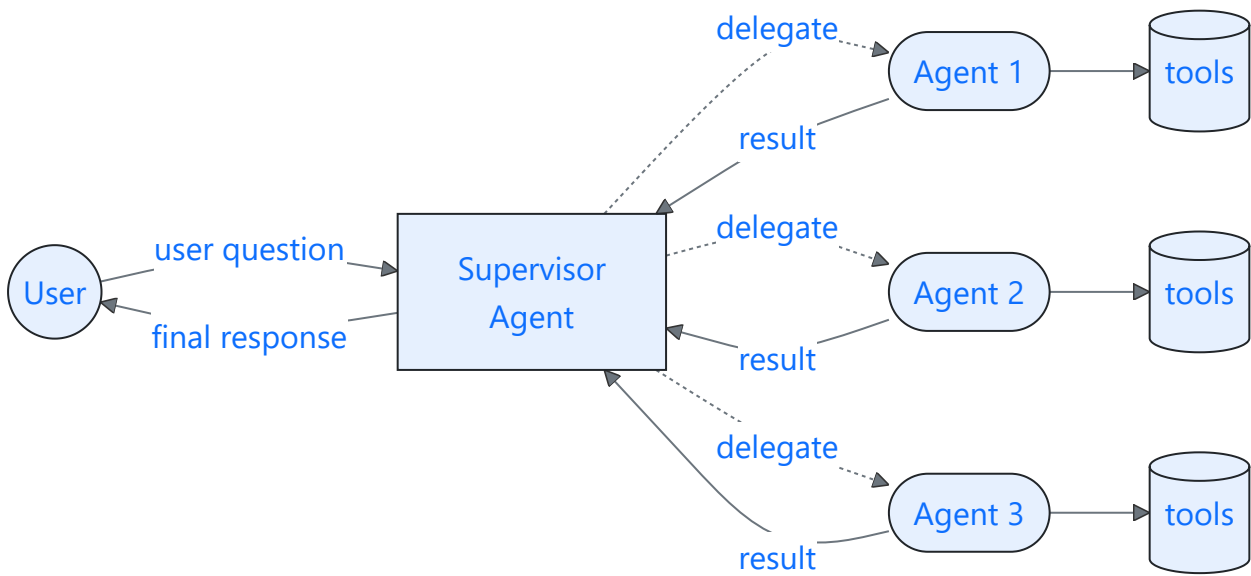 delegate
Agent 1
tools
result
user question
Supervisor
Agent
delegate
User
Agent 2
tools
final response
result
delegate
Agent 3
tools
result